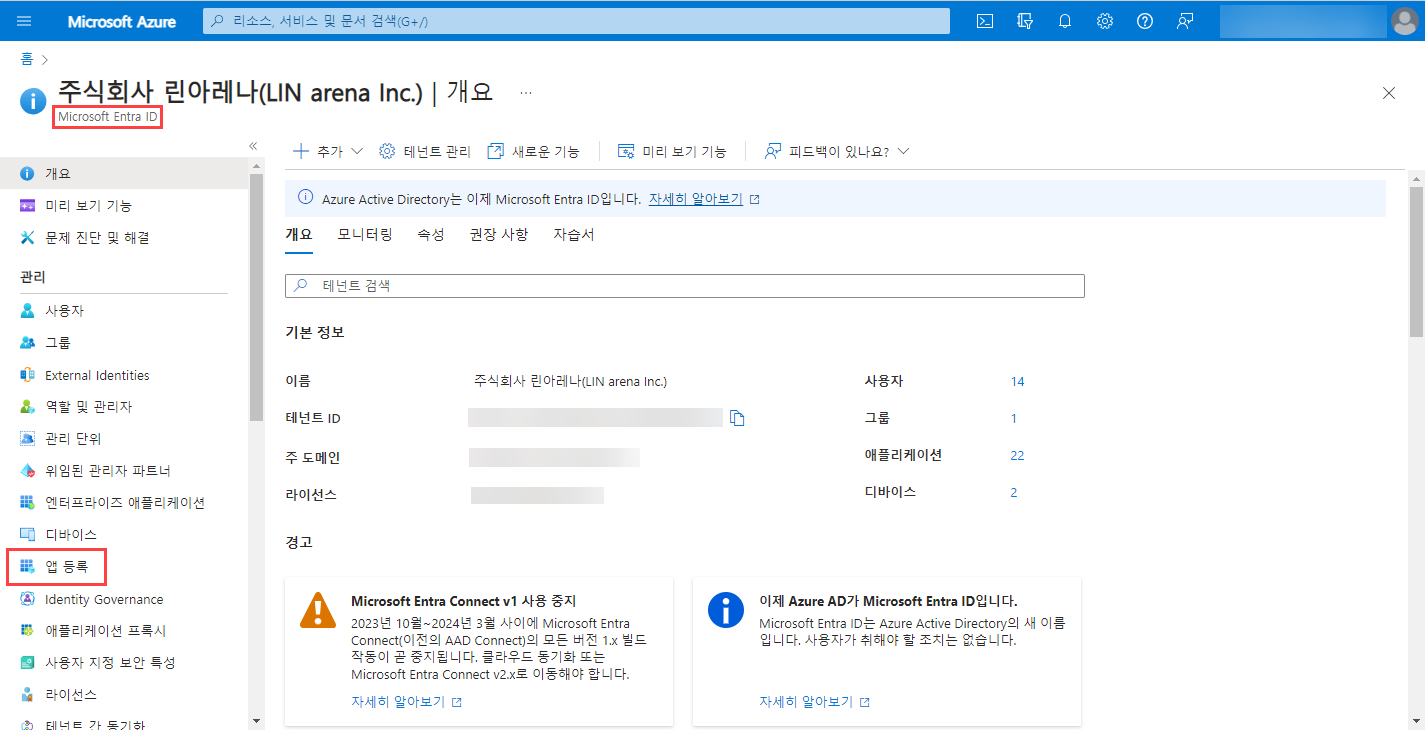 Microsoft Azure
리소스, 서비스 및 문서 검색(G+/)
홈
주식회사 린아레나(LIN arena Inc.) | 개요 ...
Microsoft Entra ID
추가
테넌트 관리
새로운 기능
미리 보기 기능
피드백이 있나요?
개요
미리 보기 기능
문제 진단 및 해결
관리
사용자
그룹
External Identities
역할 및 관리자
관리 단위
위임된 관리자 파트너
엔터프라이즈 애플리케이션
디바이스
앱 등록
Identity Governance
애플리케이션 프록시
사용자 지정 보안 특성
라이선스
테넌트 간 동기화
Azure Active Directory는 이제 Microsoft Entra ID입니다. 자세히 알아보기
개요 모니터링 속성 권장 사항 자습서
테넌트 검색
기본 정보
이름 주식회사 린아레나(LIN arena Inc.)
테넌트 ID
주 도메인
라이선스
사용자 14
그룹 1
애플리케이션 22
디바이스 2
경고
Microsoft Entra Connect v1 사용 중지
2023년 10월~2024년 3월 사이에 Microsoft Entra
Connect(이전의 AAD Connect)의 모든 버전 1.x 빌드
작동이 곧 중지됩니다. 클라우드 동기화 또는
Microsoft Entra Connect v2.x로 이동해야 합니다.
자세히 알아보기
이제 Azure AD가 Microsoft Entra ID입니다.
Microsoft Entra ID는 Azure Active Directory의 새 이름
입니다. 사용자가 취해야 할 조치는 없습니다.
자세히 알아보기